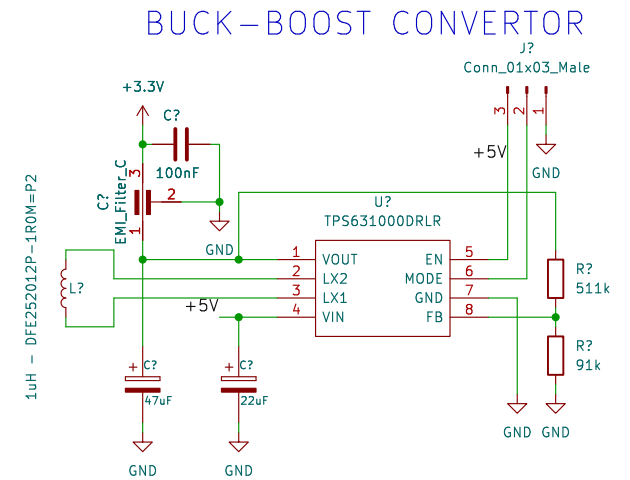 BUCK-BOOST CONVERTOR
J?
Conn_01x03_Male
+3.3V
C?
3
2
1
100nF
+5V
GND
3
C?
EMI_Filter_C
2
1
GND
U?
TPS631000DRLR
1
VOUT
EN
5
2
LX2
MODE
6
3
LX1
GND
7
4
VIN
FB
8
+5V
L?
1uH - DFE252012P-1R0M=P2
R?
511k
R?
91k
+
C?
47uF
+
C?
22uF
GND
GND
GND
GND